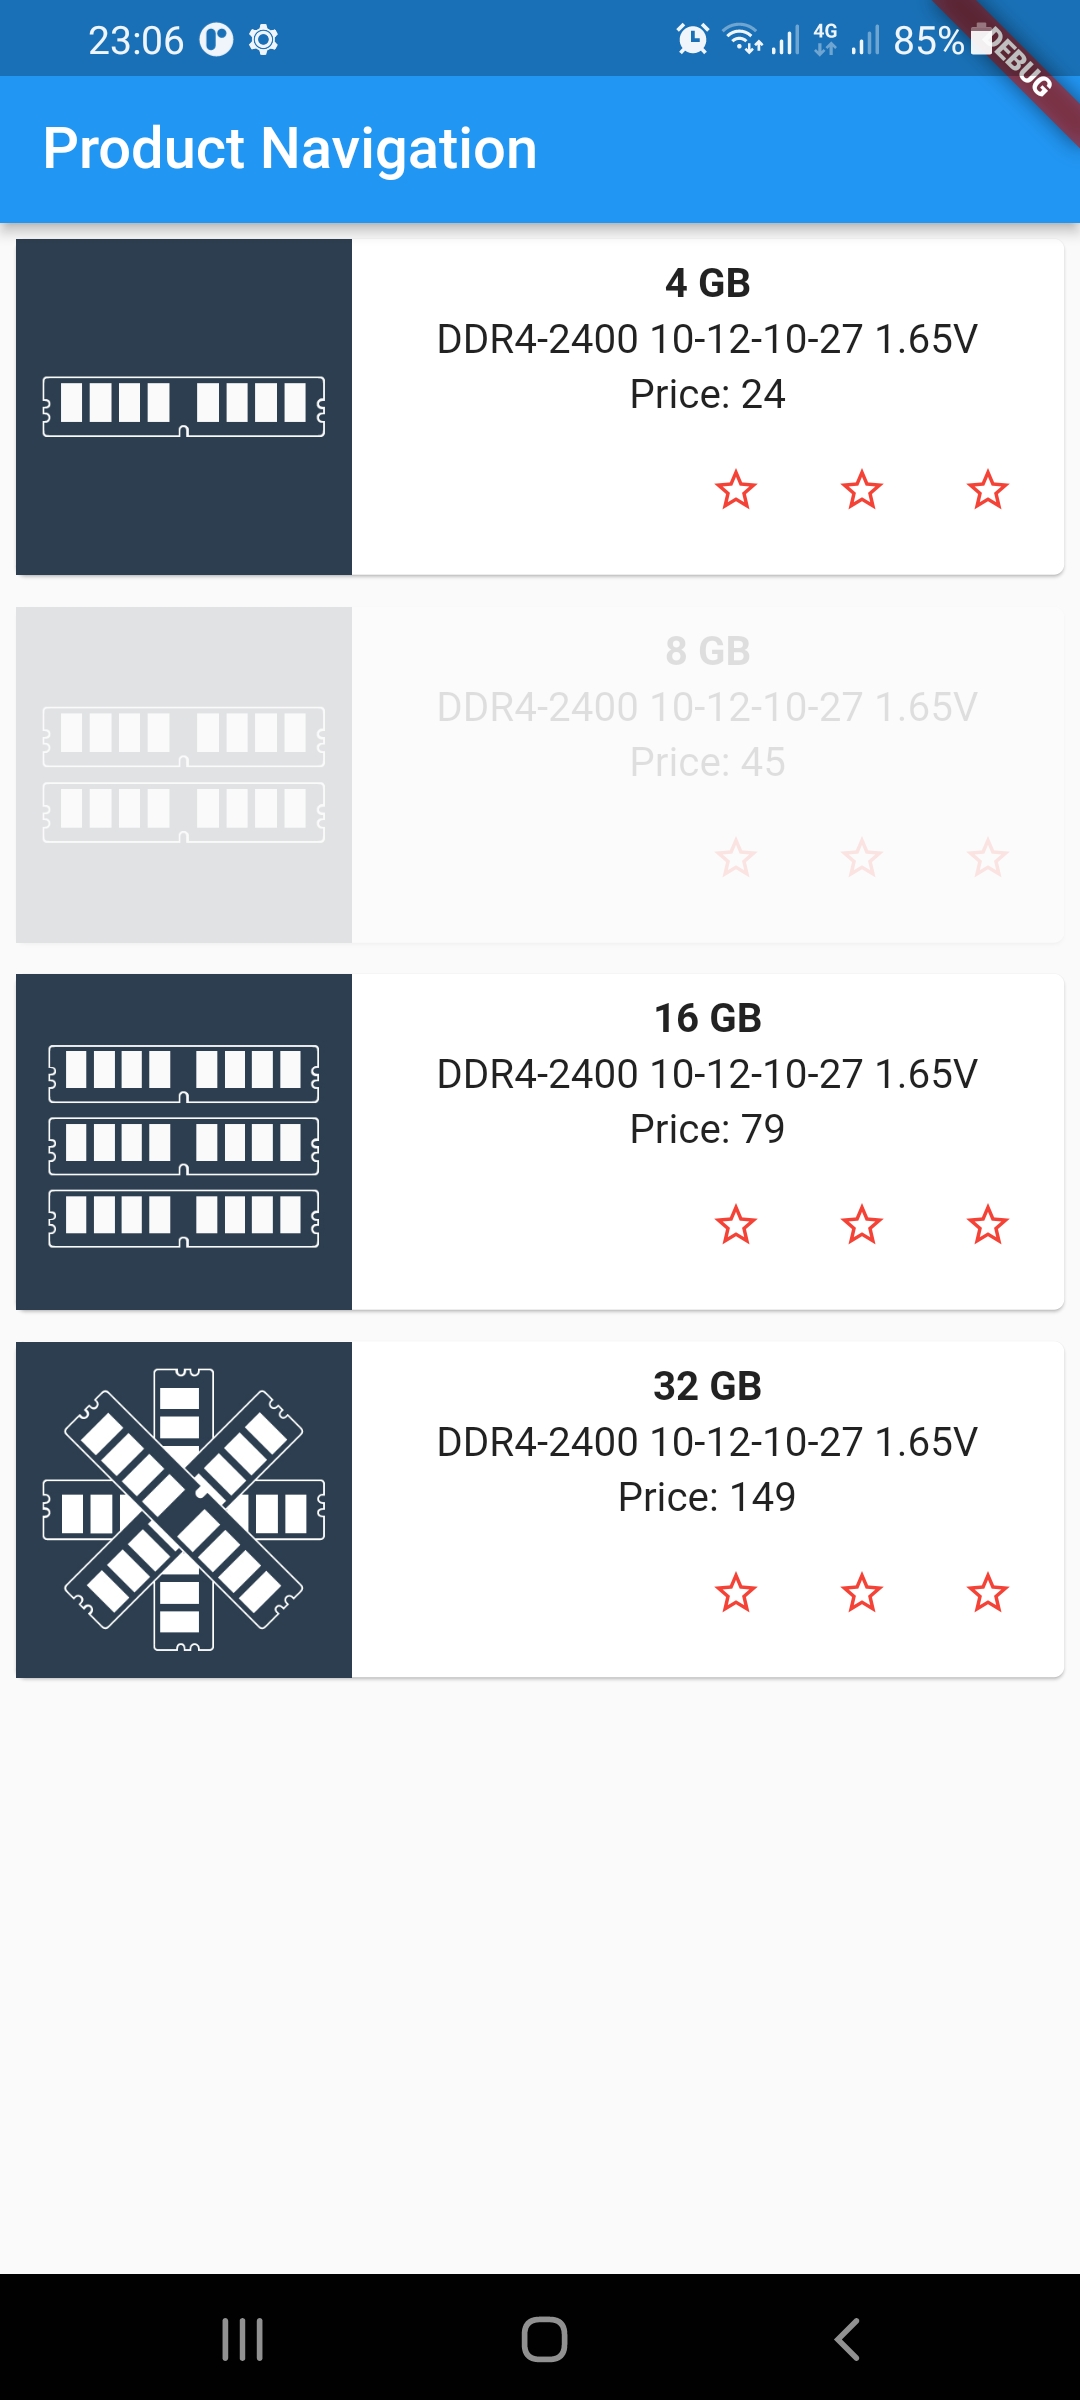 23:06
4G
85%
DEBUG
Product Navigation
4 GB
DDR4-2400 10-12-10-27 1.65V
Price: 24
8 GB
DDR4-2400 10-12-10-27 1.65V
Price: 45
16 GB
DDR4-2400 10-12-10-27 1.65V
Price: 79
32 GB
DDR4-2400 10-12-10-27 1.65V
Price: 149